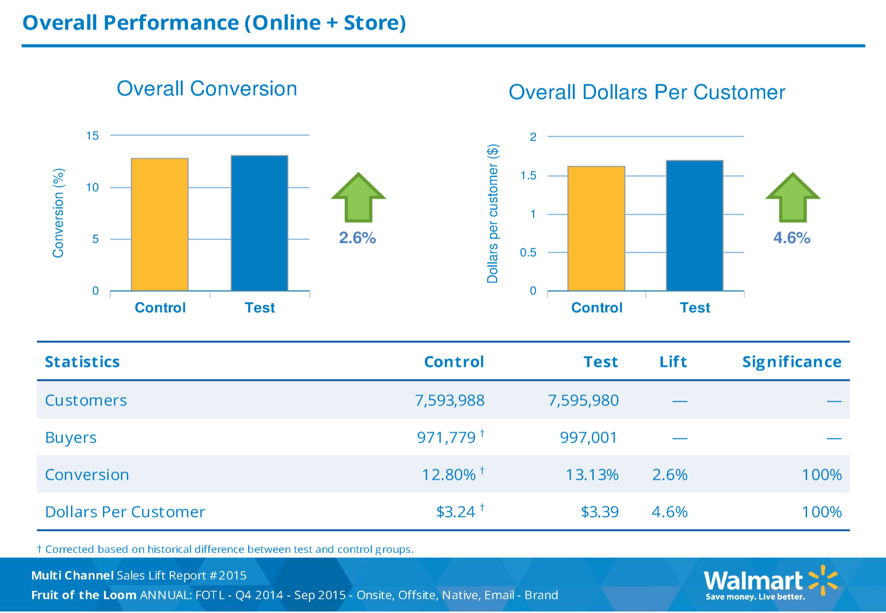 Overall Performance (Online + Store)
Overall Conversion
Conversion (%)
15
10
5
0
Control Test
2.6%
Overall Dollars Per Customer
Dollars per customer ($)
2
1.5
1
0.5
0
Control Test
4.6%
Statistics Control Test Lift Significance
Customers 7,593,988 7,595,980 — —
Buyers 971,779 † 997,001 — —
Conversion 12.80% † 13.13% 2.6% 100%
Dollars Per Customer $3.24 † $3.39 4.6% 100%
† Corrected based on historical difference between test and control groups.
Multi Channel Sales Lift Report # 2015
Fruit of the Loom ANNUAL: FOTL - Q4 2014 - Sep 2015 - Onsite, Offsite, Native, Email - Brand
Walmart
Save money. Live better.